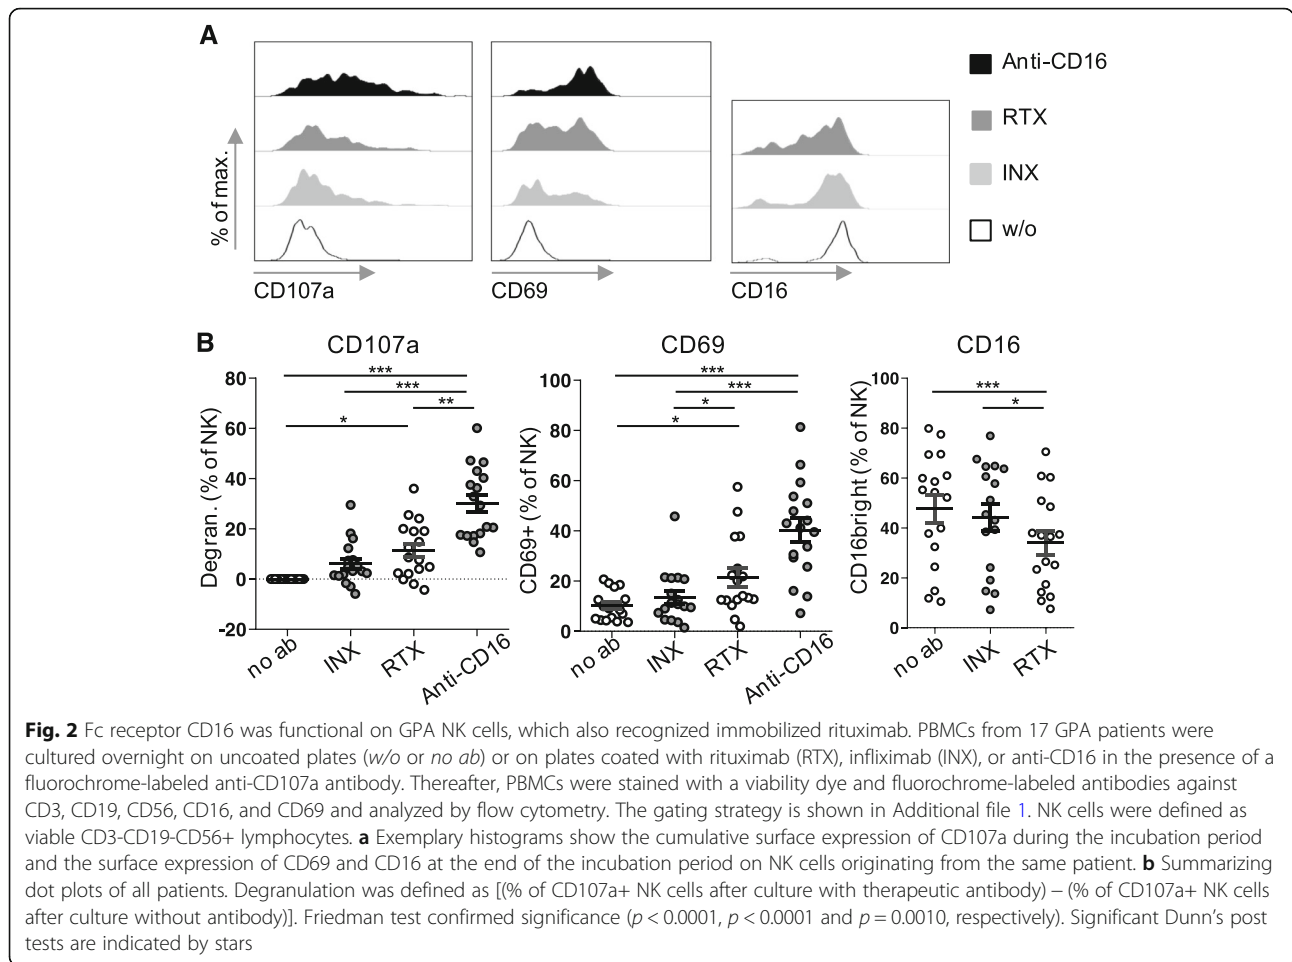 A
Anti-CD16
RTX
INX
w/o
% of max.
CD107a
CD69
CD16
B
CD107a
CD69
CD16
Degran. (% of NK)
80
60
40
20
0
-20
***
***
**
*
no ab
INX
RTX
Anti-CD16
CD69+ (% of NK)
100
80
60
40
20
0
***
***
*
*
no ab
INX
RTX
Anti-CD16
CD16bright (% of NK)
100
80
60
40
20
0
***
*
no ab
INX
RTX
Fig. 2 Fc receptor CD16 was functional on GPA NK cells, which also recognized immobilized rituximab. PBMCs from 17 GPA patients were
cultured overnight on uncoated plates (w/o or no ab) or on plates coated with rituximab (RTX), infliximab (INX), or anti-CD16 in the presence of a
fluorochrome-labeled anti-CD107a antibody. Thereafter, PBMCs were stained with a viability dye and fluorochrome-labeled antibodies against
CD3, CD19, CD56, CD16, and CD69 and analyzed by flow cytometry. The gating strategy is shown in Additional file 1. NK cells were defined as
viable CD3-CD19-CD56+ lymphocytes. a Exemplary histograms show the cumulative surface expression of CD107a during the incubation period
and the surface expression of CD69 and CD16 at the end of the incubation period on NK cells originating from the same patient. b Summarizing
dot plots of all patients. Degranulation was defined as [(% of CD107a+ NK cells after culture with therapeutic antibody) − (% of CD107a+ NK cells
after culture without antibody)]. Friedman test confirmed significance (p < 0.0001, p < 0.0001 and p = 0.0010, respectively). Significant Dunn's post
tests are indicated by stars